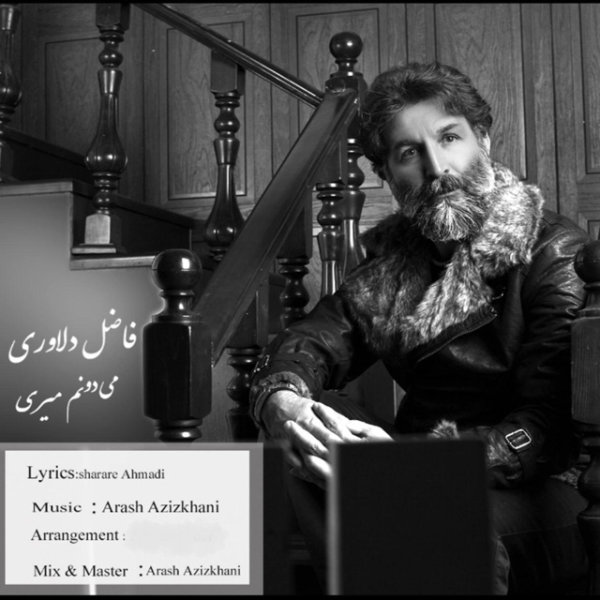 فاضل دلاوری
می‌دونم میری
Lyrics:sharare Ahmadi
Music : Arash Azizkhani
Arrangement :
Mix & Master : Arash Azizkhani